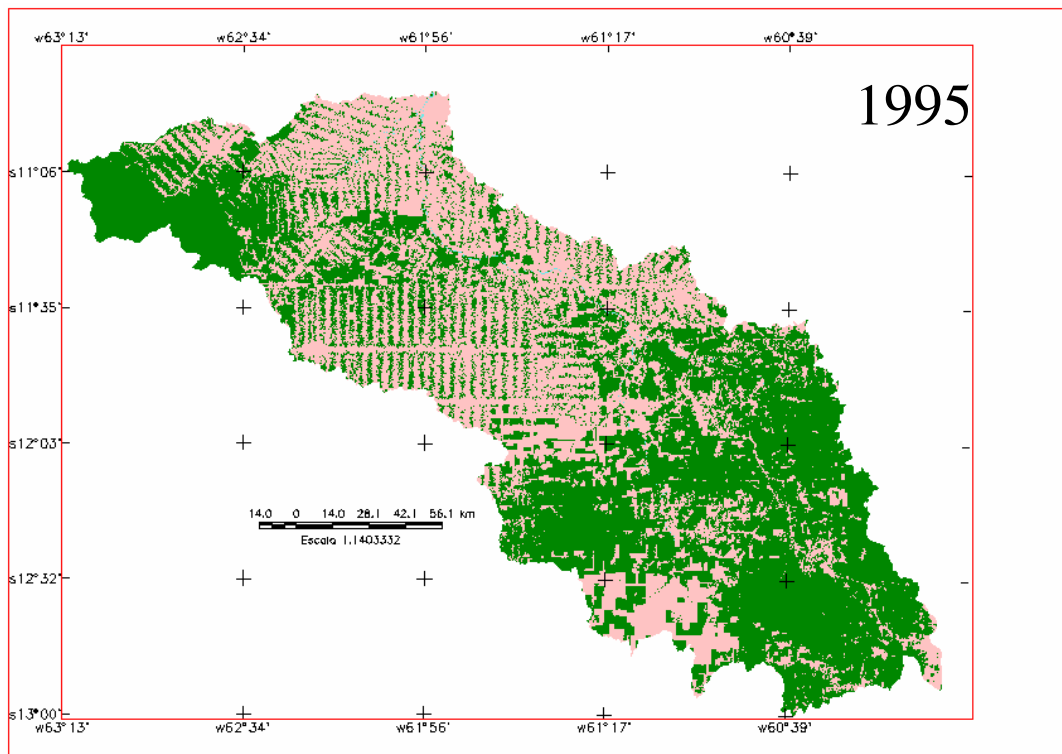 w63°13' w62°34' w61°56' w61°17' w60°39'
1995
s11°06'
s11°35'
s12°03'
14.0 0 14.0 28.1 42.1 56.1 km
Escala 1.1403332
s12°32'
s13°00'
w63°13' w62°34' w61°56' w61°17' w60°39'